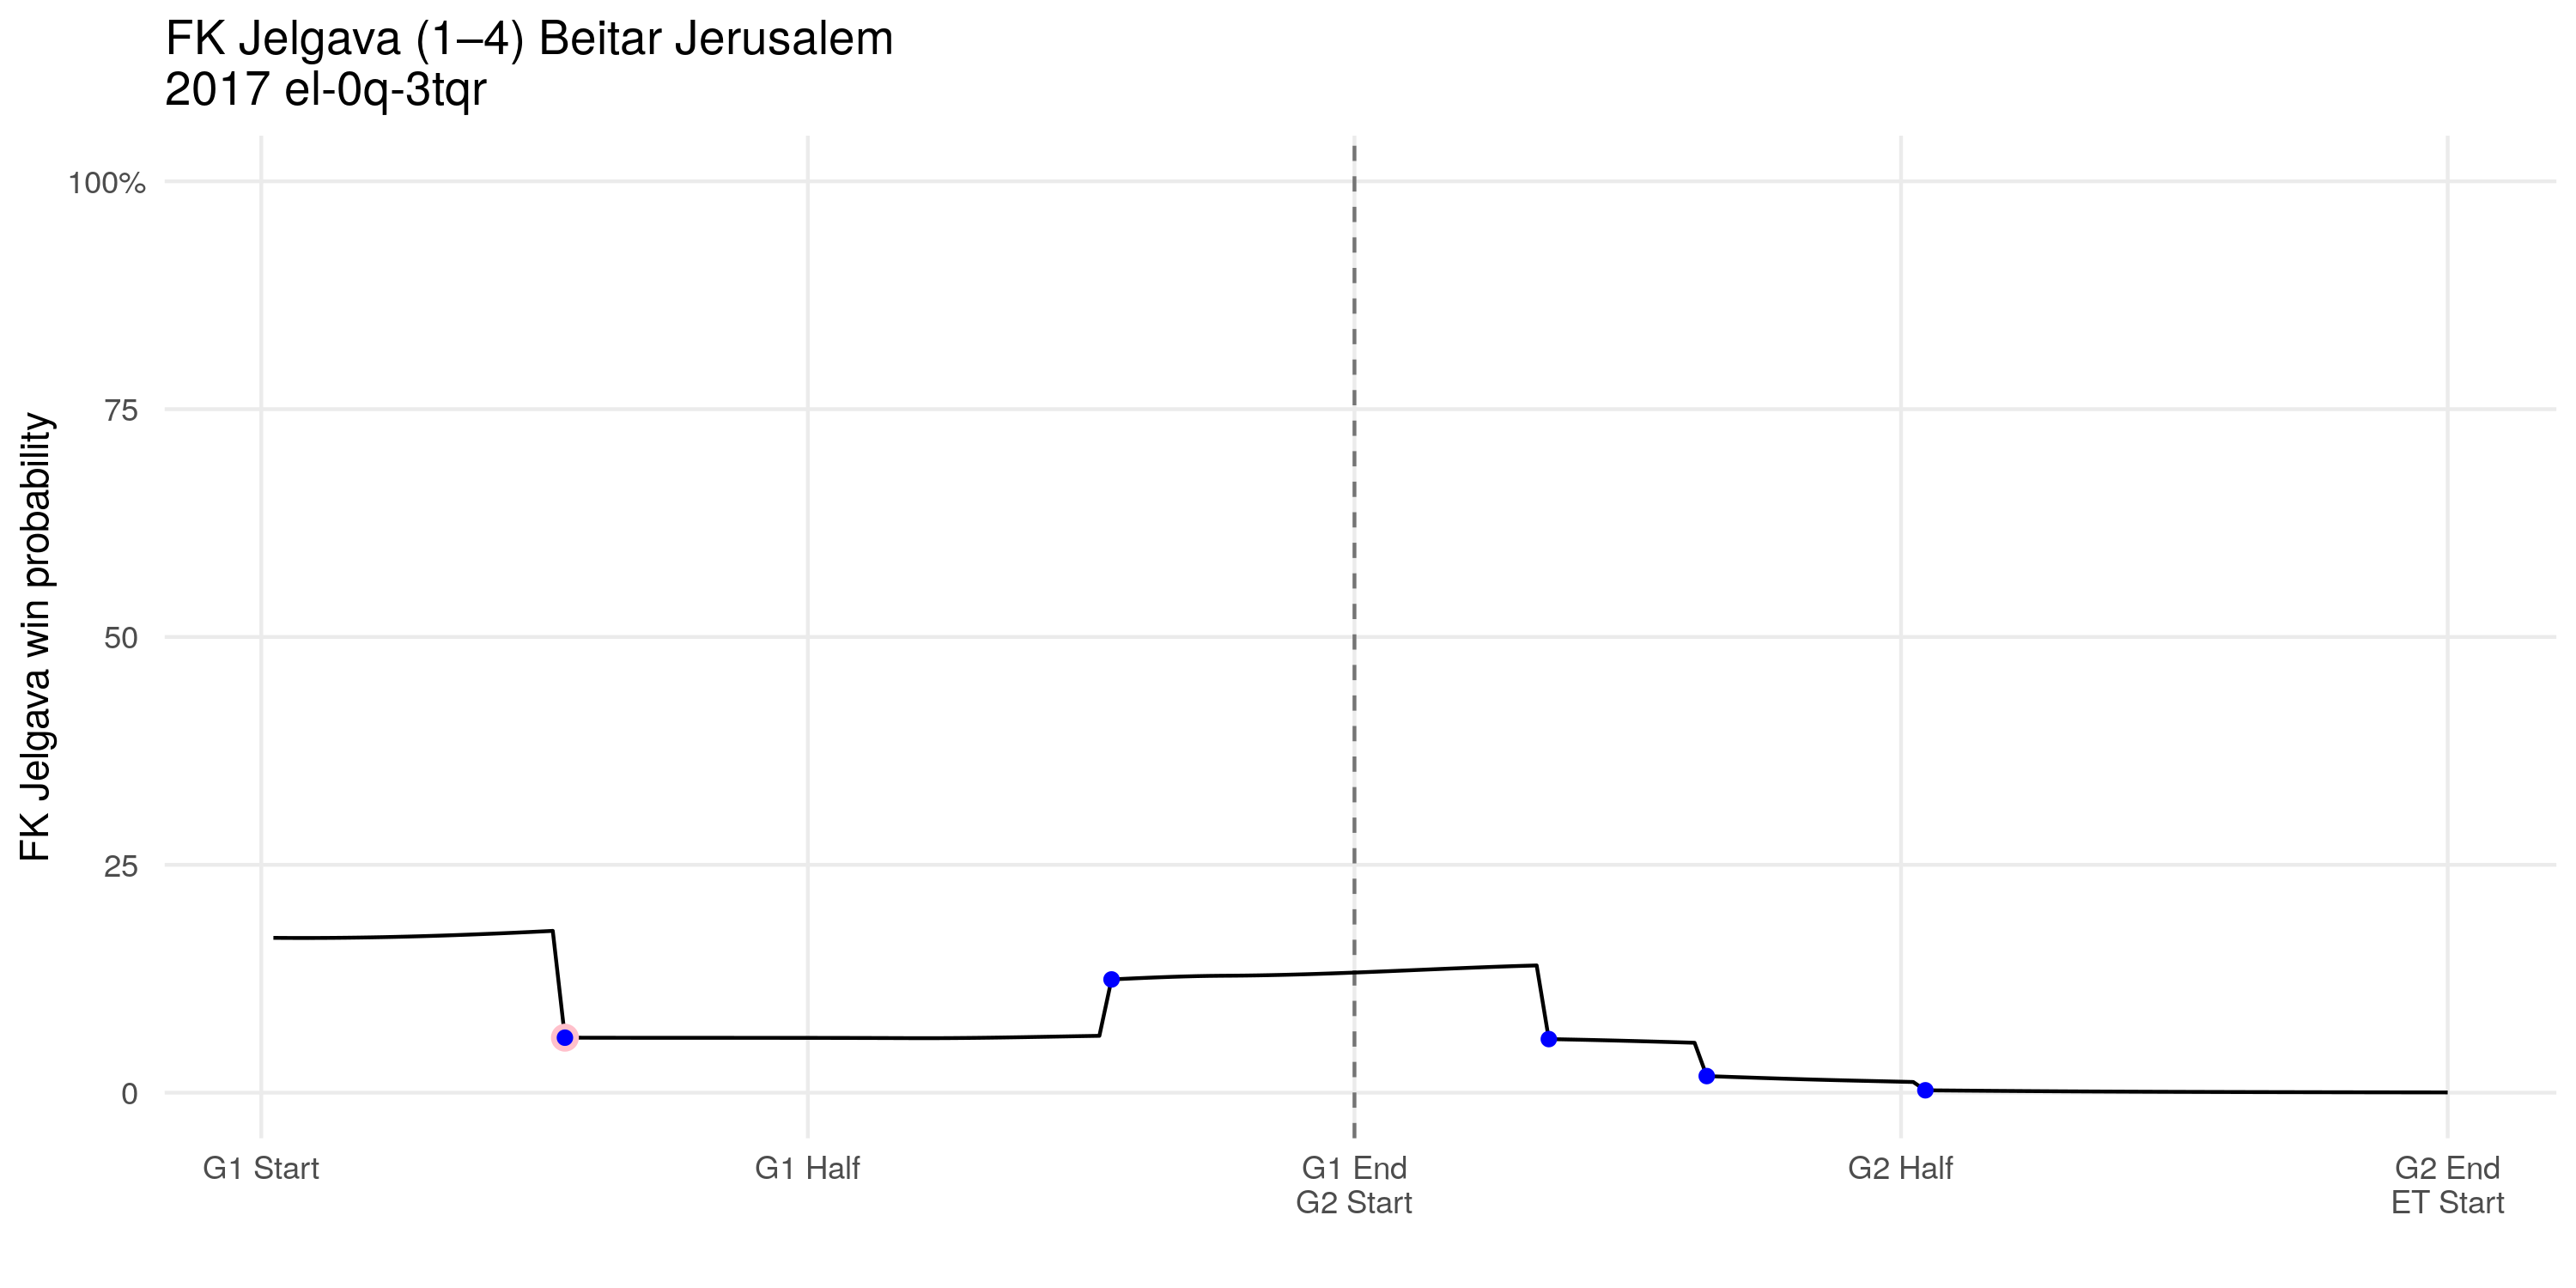 FK Jelgava (1–4) Beitar Jerusalem
2017 el-0q-3tqr
FK Jelgava win probability
100%
75
50
25
0
G1 Start
G1 Half
G1 End
G2 Start
G2 Half
G2 End
ET Start